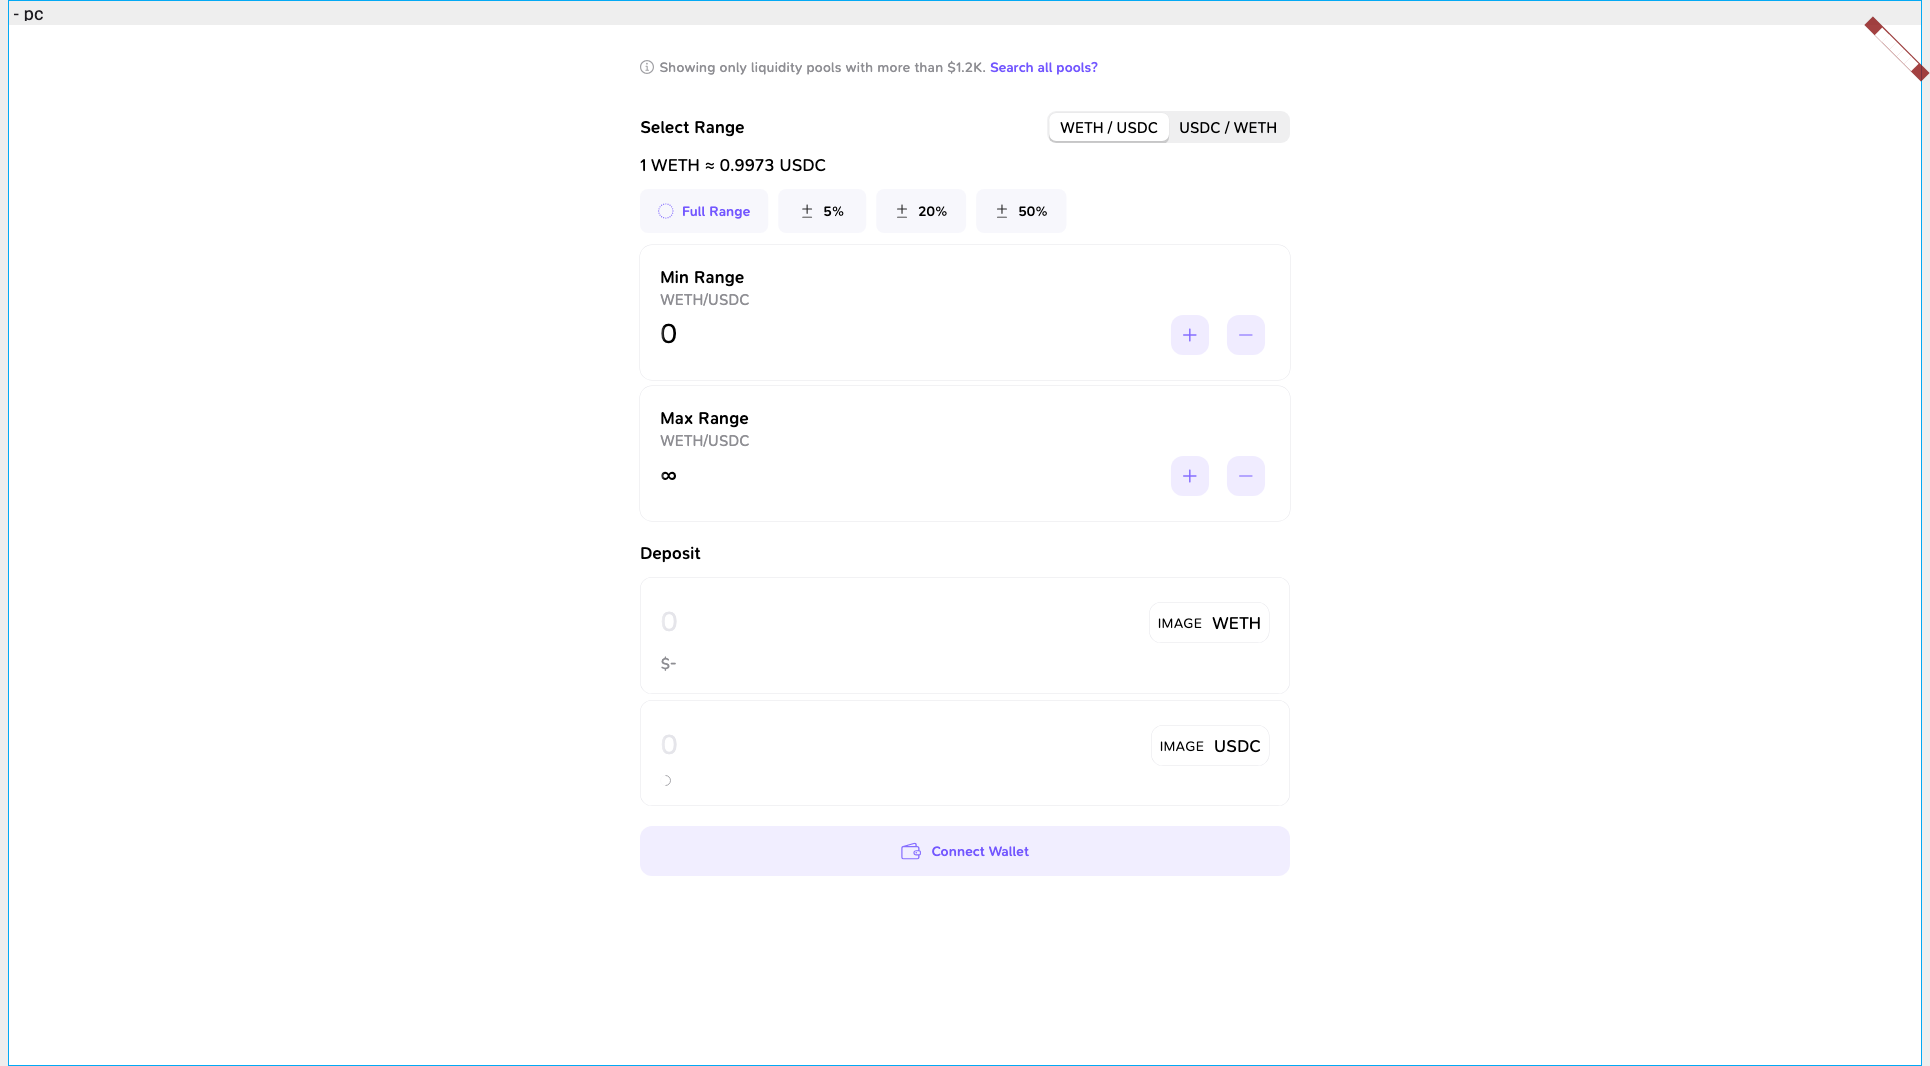 - pc
Showing only liquidity pools with more than $1.2K. Search all pools?
Select Range
WETH / USDC
USDC / WETH
1 WETH ≈ 0.9973 USDC
Full Range
± 5%
± 20%
± 50%
Min Range
WETH/USDC
0
+ −
Max Range
WETH/USDC
∞
+ −
Deposit
0
IMAGE WETH
$-
0
IMAGE USDC
Connect Wallet